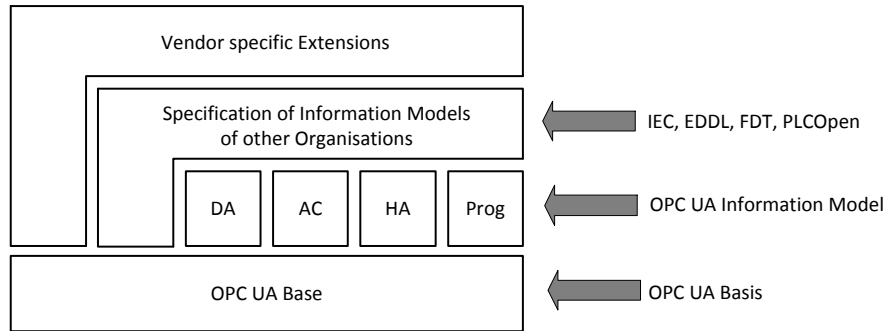 Vendor specific Extensions
Specification of Information Models
of other Organisations
IEC, EDDL, FDT, PLCOpen
DA
AC
HA
Prog
OPC UA Information Model
OPC UA Base
OPC UA Basis